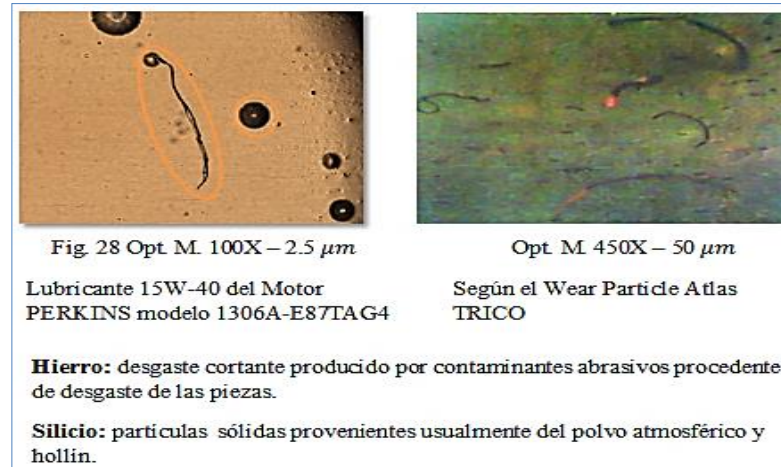 Fig. 28 Opt. M. 100X – 2.5 μm
Opt. M. 450X – 50 μm
Lubricante 15W-40 del Motor
PERKINS modelo 1306A-E87TAG4
Según el Wear Particle Atlas
TRICO
Hierro: desgaste cortante producido por contaminantes abrasivos procedente
de desgaste de las piezas.
Silicio: partículas sólidas provenientes usualmente del polvo atmosférico y
hollín.